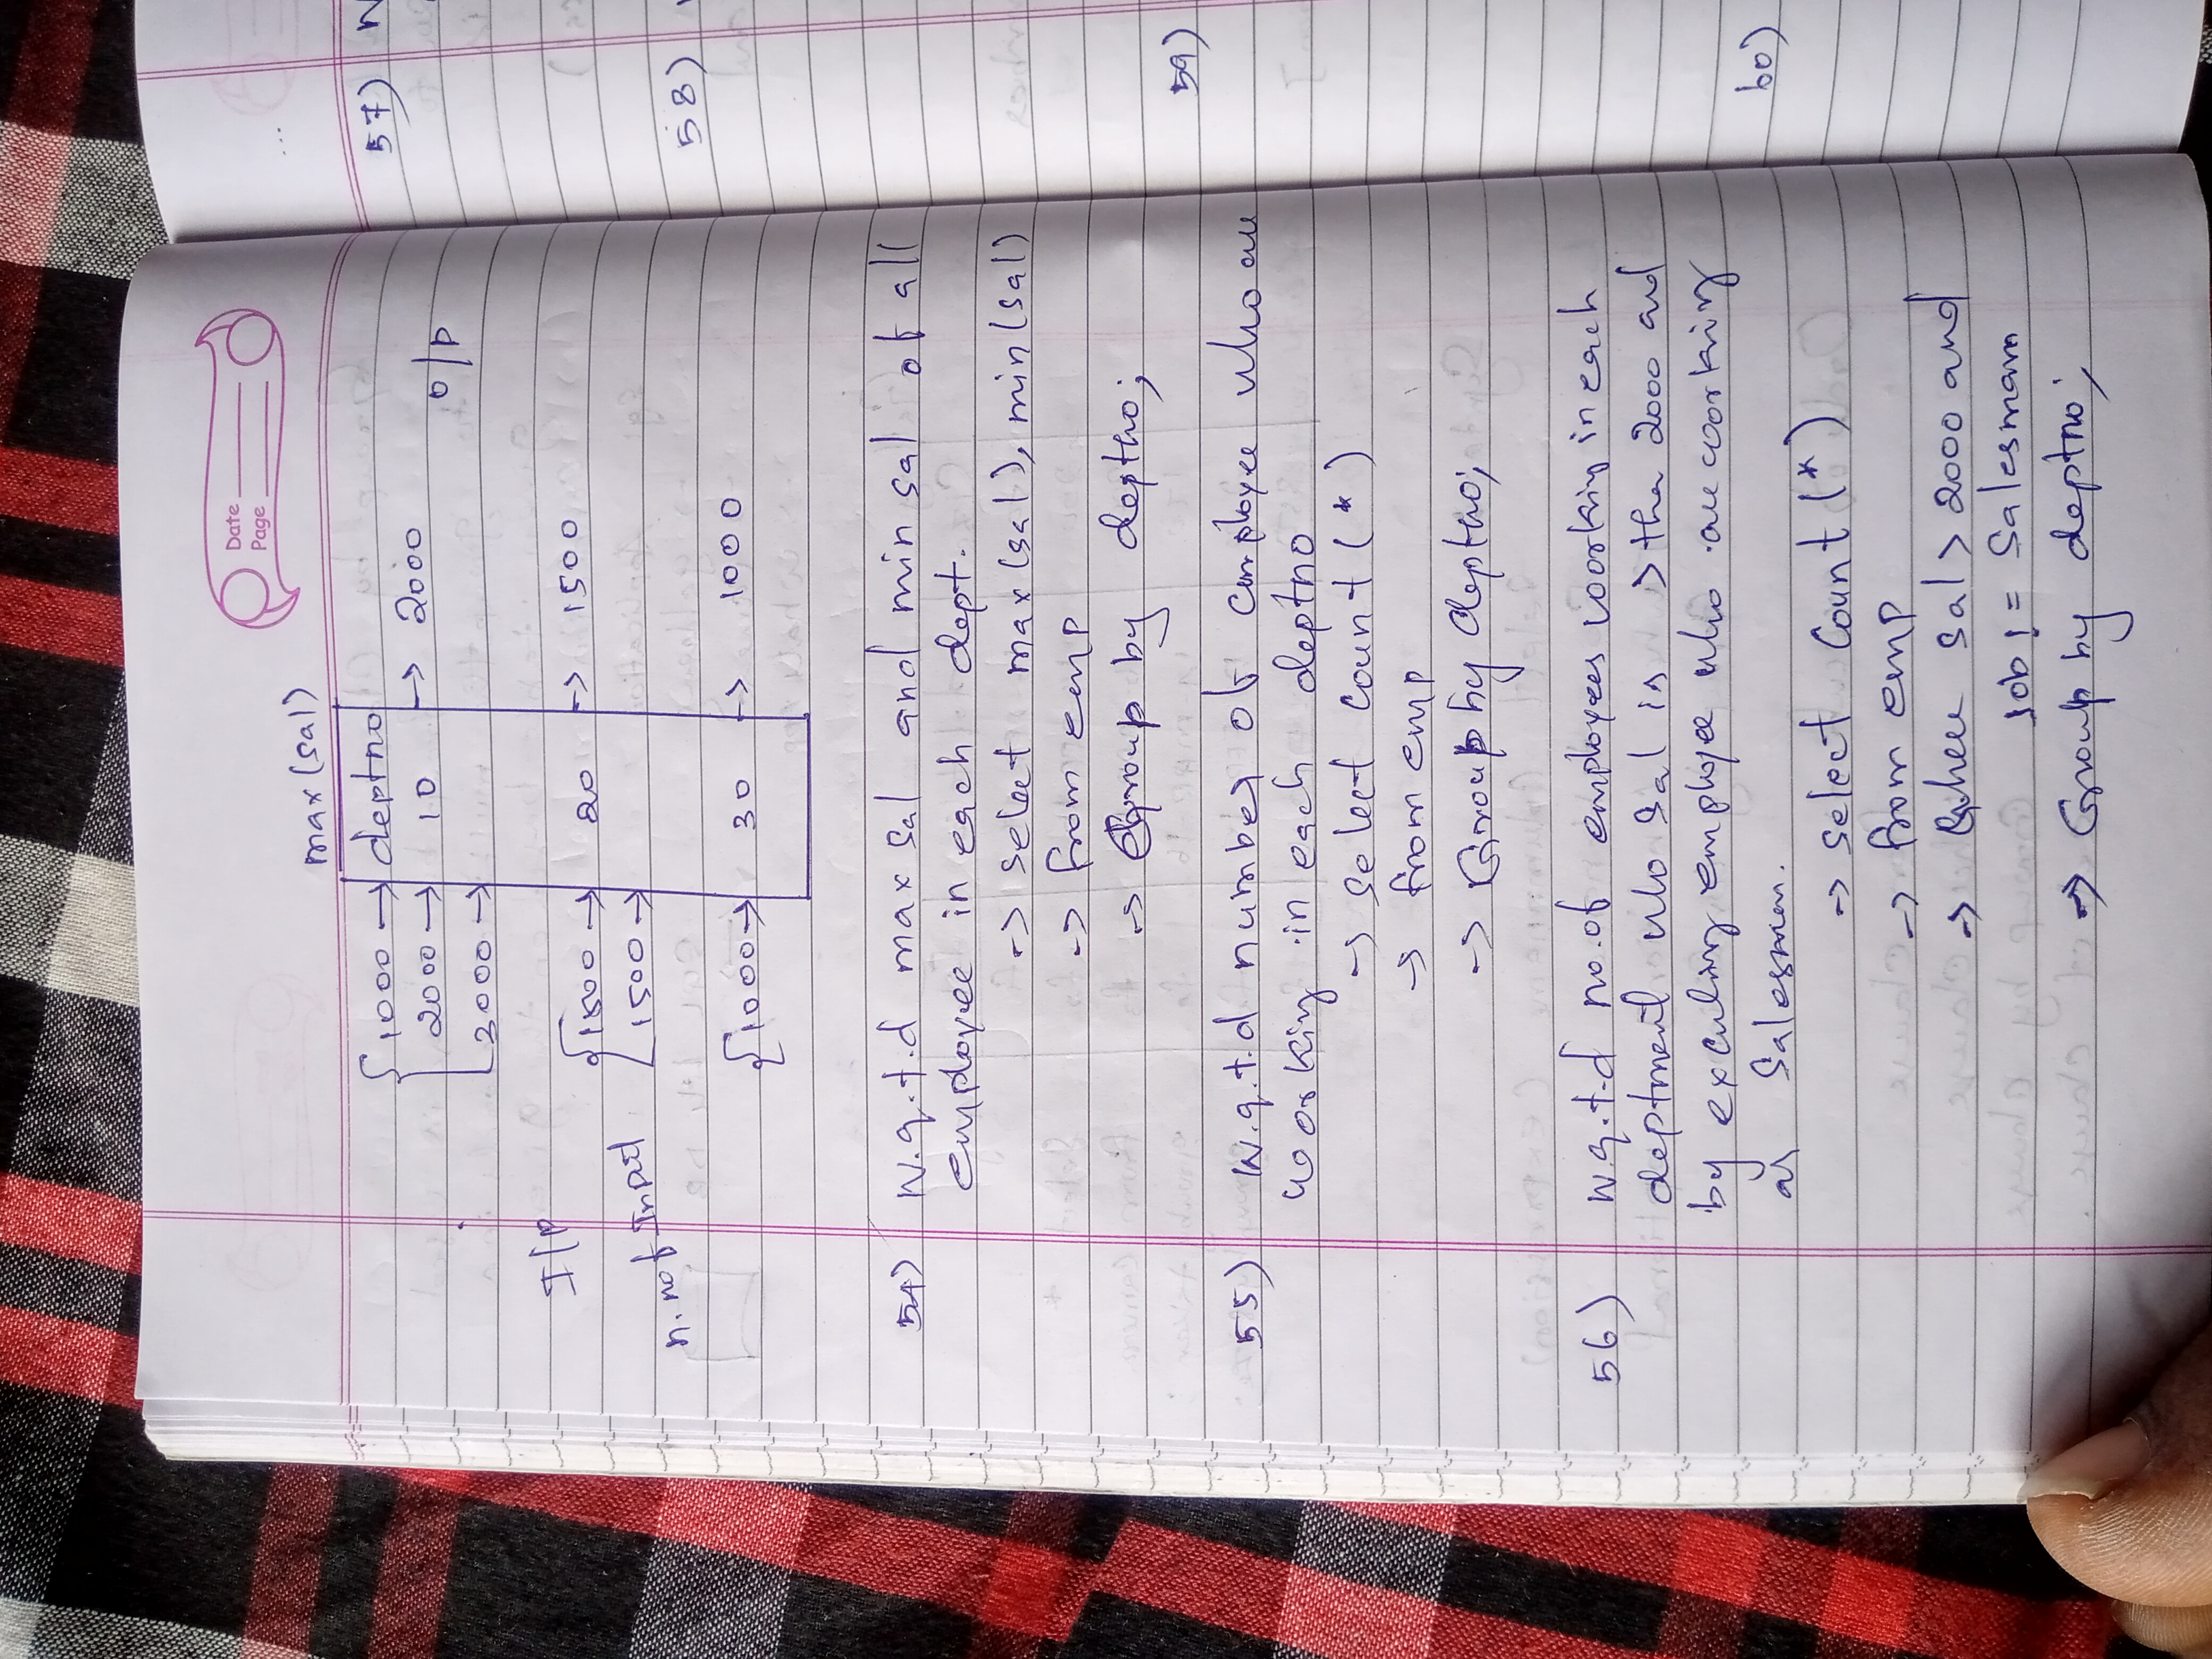 Date
Page
max(sal)
O/P
{ 1000 → deptno
2000 → 10 → 2000
2000 →
I/p
{ 1500 → 20 → 1500
1500 →
n. no of Input
{ 1000 → 30 → 1000
54) W.q.t.d max sal and min sal of all
employee in each dept.
→ select max(sal), min(sal)
→ from emp
→ Group by deptno;
55) W.q.t.d number of employee who are
working in each deptno
→ select count (*)
→ from emp
→ Group by deptno;
56) W.q.t.d no. of employees working in each
deptment who sal is > then 2000 and
by exculing employe who are working
as Salesman.
→ select Count (*)
→ from emp
→ where sal > 2000 and
job != Salesmam
→ Group by deptno;
57)
58)
59)
60)